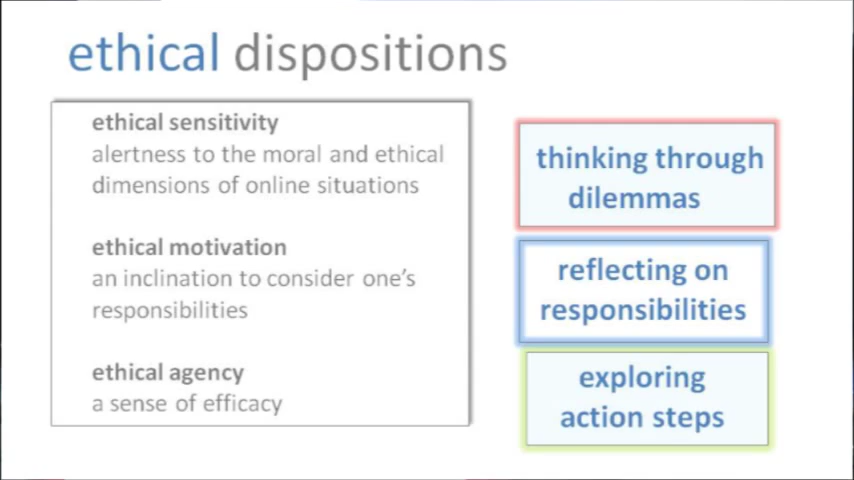 ethical dispositions
ethical sensitivity
alertness to the moral and ethical
dimensions of online situations
ethical motivation
an inclination to consider one's
responsibilities
ethical agency
a sense of efficacy
thinking through
dilemmas
reflecting on
responsibilities
exploring
action steps